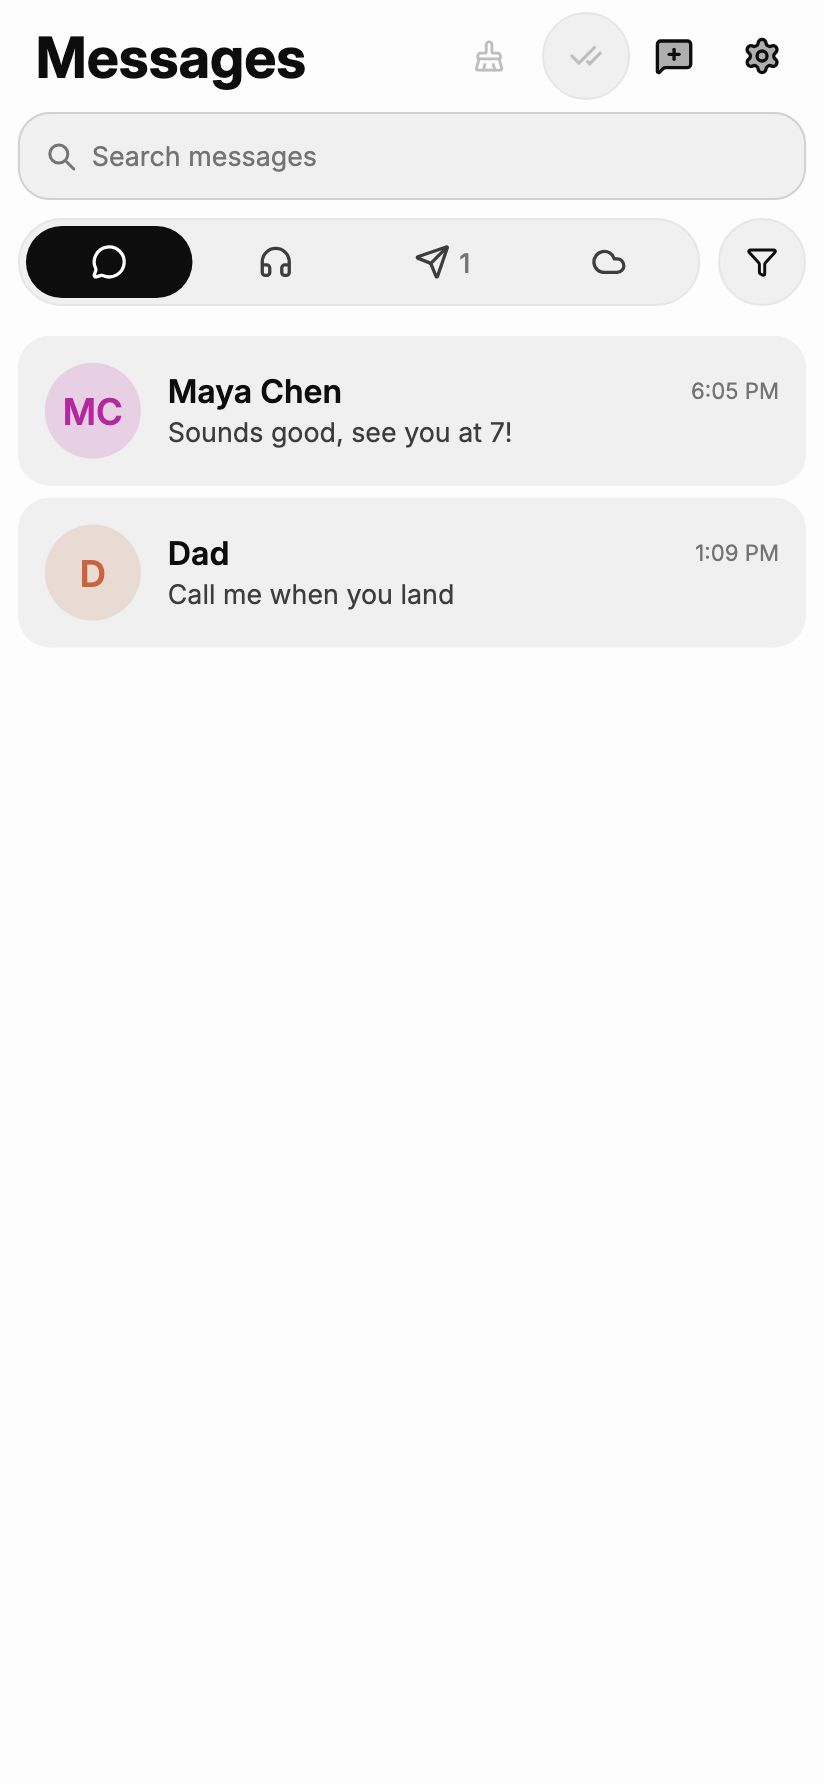 Messages
Search messages
1
MC
Maya Chen
6:05 PM
Sounds good, see you at 7!
D
Dad
1:09 PM
Call me when you land